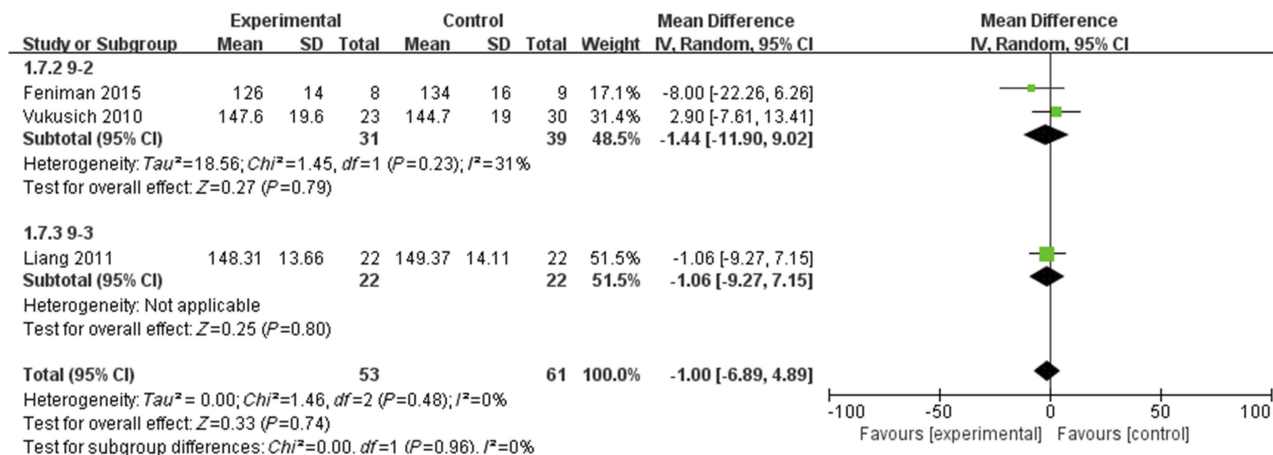 Experimental Control Mean Difference Mean Difference
Study or Subgroup Mean SD Total Mean SD Total Weight IV, Random, 95% CI IV, Random, 95% CI
1.7.2 9-2
Feniman 2015 126 14 8 134 16 9 17.1% -8.00 [-22.26, 6.26]
Vukusich 2010 147.6 19.6 23 144.7 19 30 31.4% 2.90 [-7.61, 13.41]
Subtotal (95% CI) 31 39 48.5% -1.44 [-11.90, 9.02]
Heterogeneity: Tau²=18.56; Chi²=1.45, df=1 (P=0.23); I²=31%
Test for overall effect: Z=0.27 (P=0.79)
1.7.3 9-3
Liang 2011 148.31 13.66 22 149.37 14.11 22 51.5% -1.06 [-9.27, 7.15]
Subtotal (95% CI) 22 22 51.5% -1.06 [-9.27, 7.15]
Heterogeneity: Not applicable
Test for overall effect: Z=0.25 (P=0.80)
Total (95% CI) 53 61 100.0% -1.00 [-6.89, 4.89]
Heterogeneity: Tau²= 0.00; Chi²=1.46, df=2 (P=0.48); I²=0%
Test for overall effect: Z=0.33 (P=0.74)
Test for subgroup differences: Chi²=0.00, df=1 (P=0.96), I²=0%
-100 -50 0 50 100
Favours [experimental] Favours [control]